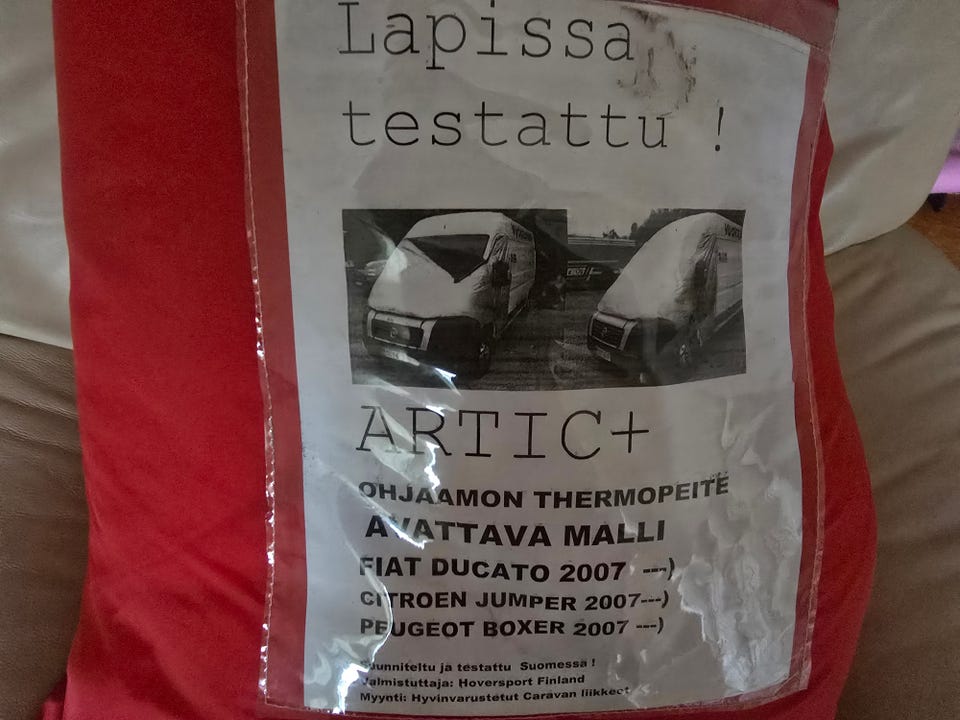 Lapissa
testattu !
ARTIC+
OHJAAMON THERMOPEITE
AVATTAVA MALLI
FIAT DUCATO 2007 ---)
CITROEN JUMPER 2007---)
PEUGEOT BOXER 2007 ---)
Suunniteltu ja testattu Suomessa !
Valmistuttaja: Hoversport Finland
Myynti: Hyvinvarustetut Caravan liikkeet